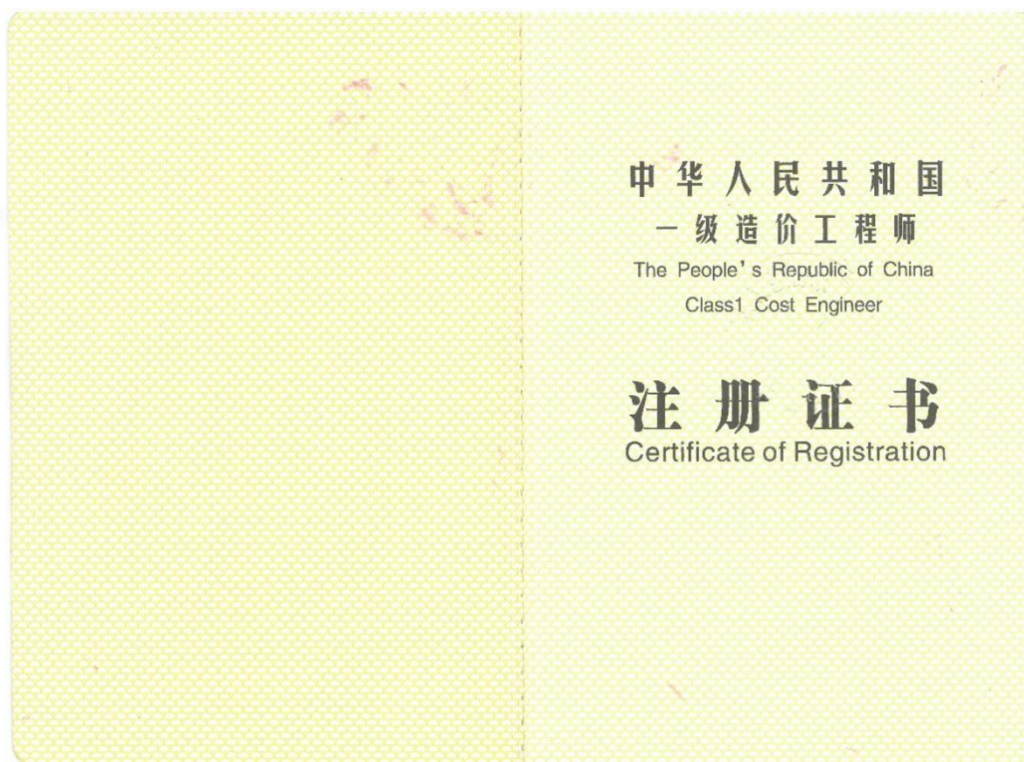 中华人民共和国
一级造价工程师
The People's Republic of China
Class1 Cost Engineer
注册证书
Certificate of Registration